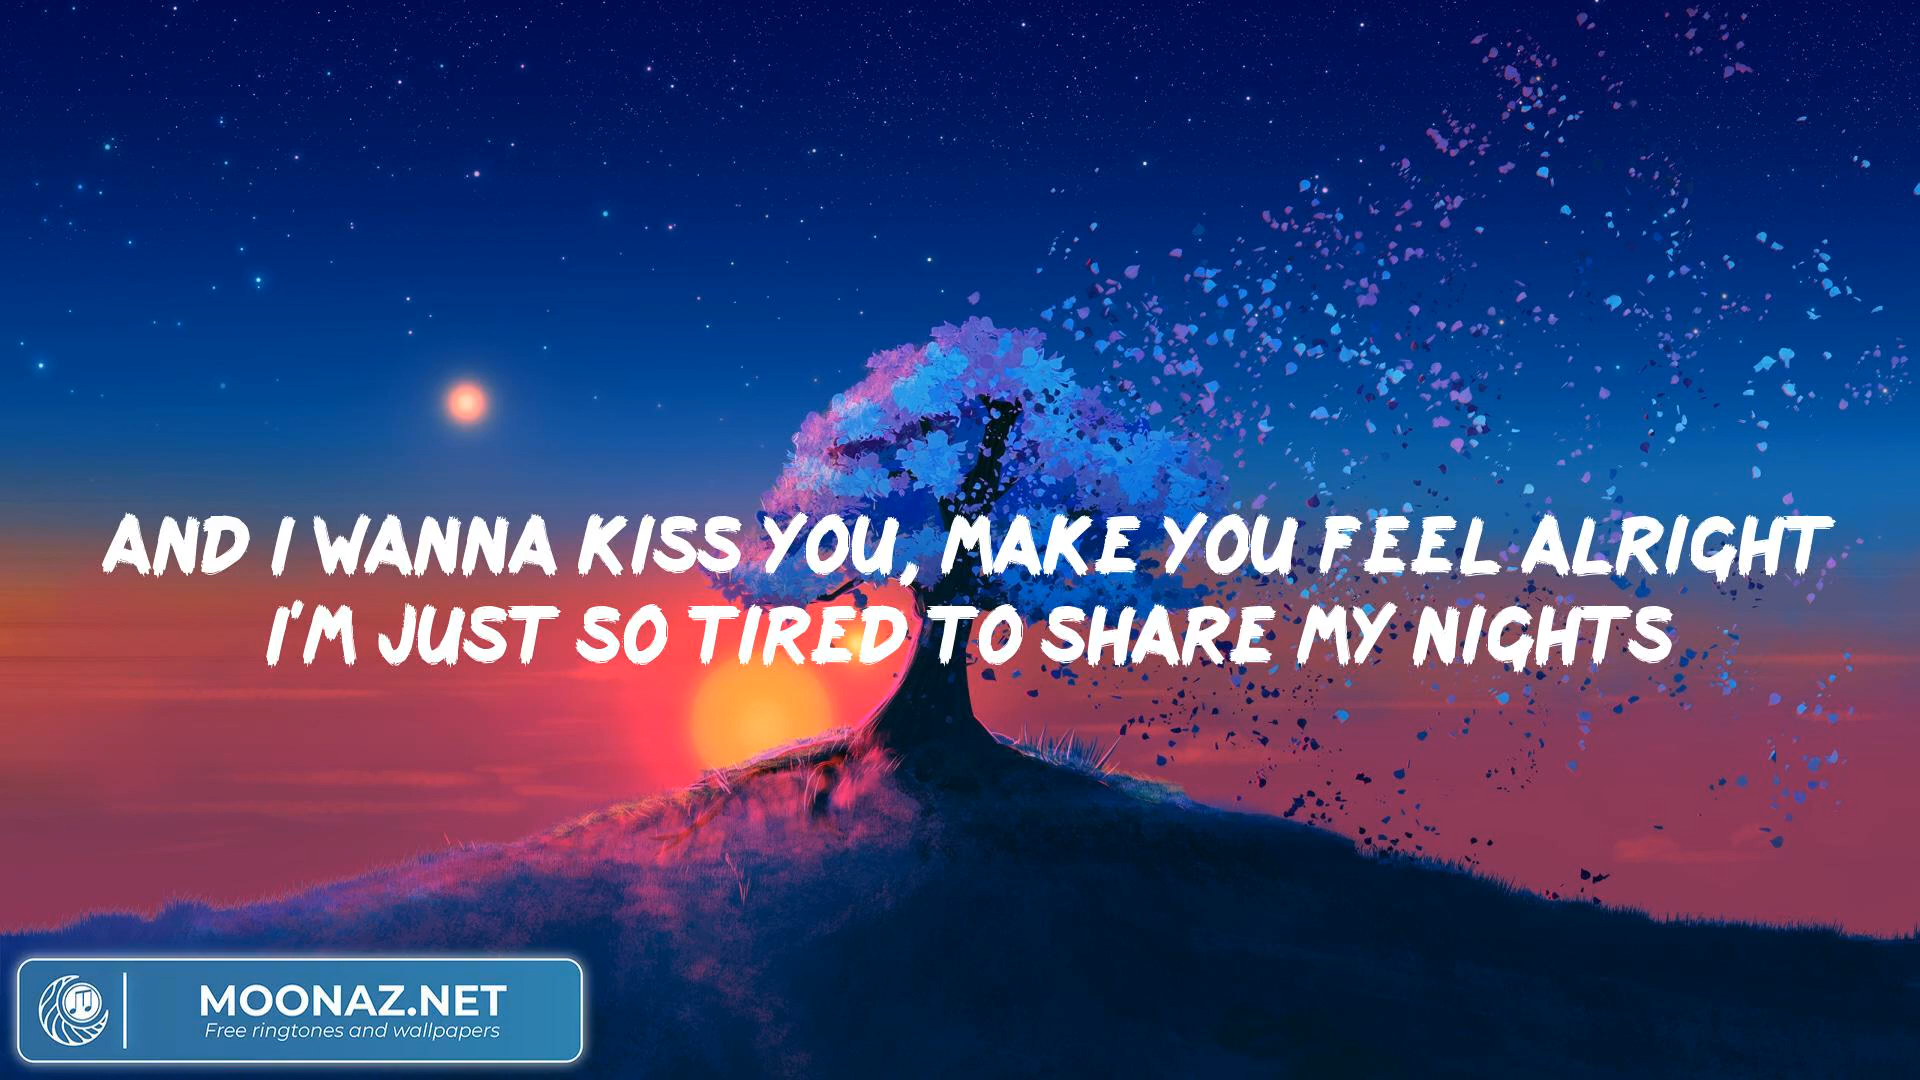 AND I WANNA KISS YOU, MAKE YOU FEEL ALRIGHT
I'M JUST SO TIRED TO SHARE MY NIGHTS
MOONAZ.NET
Free ringtones and wallpapers